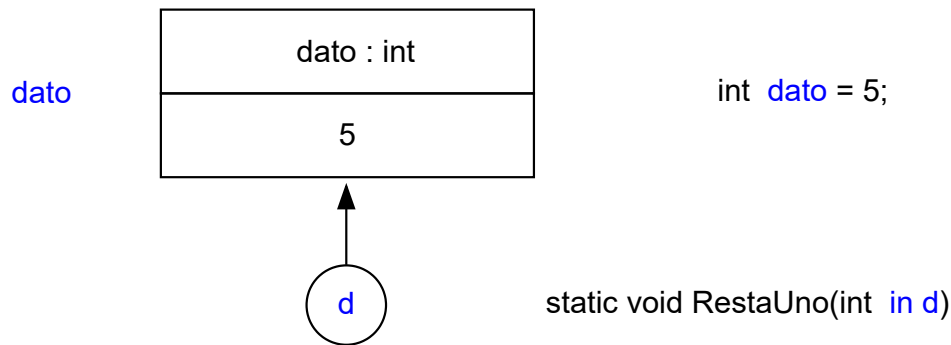 dato : int
dato
int dato = 5;
5
d
static void RestaUno(int in d)